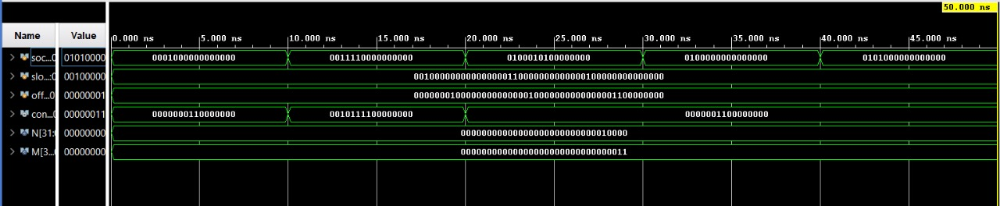 50.000 ns
Name Value 0.000 ns 5.000 ns 10.000 ns 15.000 ns 20.000 ns 25.000 ns 30.000 ns 35.000 ns 40.000 ns 45.000 ns
soc...0 01010000 0001000000000000 0011110000000000 0100010100000000 0100000000000000 0101000000000000
slo...:0 00100000 001000000000000001100000000000000100000000000000
off...0 00000001 000000010000000000000001000000000000001100000000
con...0 00000011 0000000110000000 0010111100000000 0000001100000000
N[31: 00000000 00000000000000000000000000010000
M[3...0 00000000 00000000000000000000000000000011